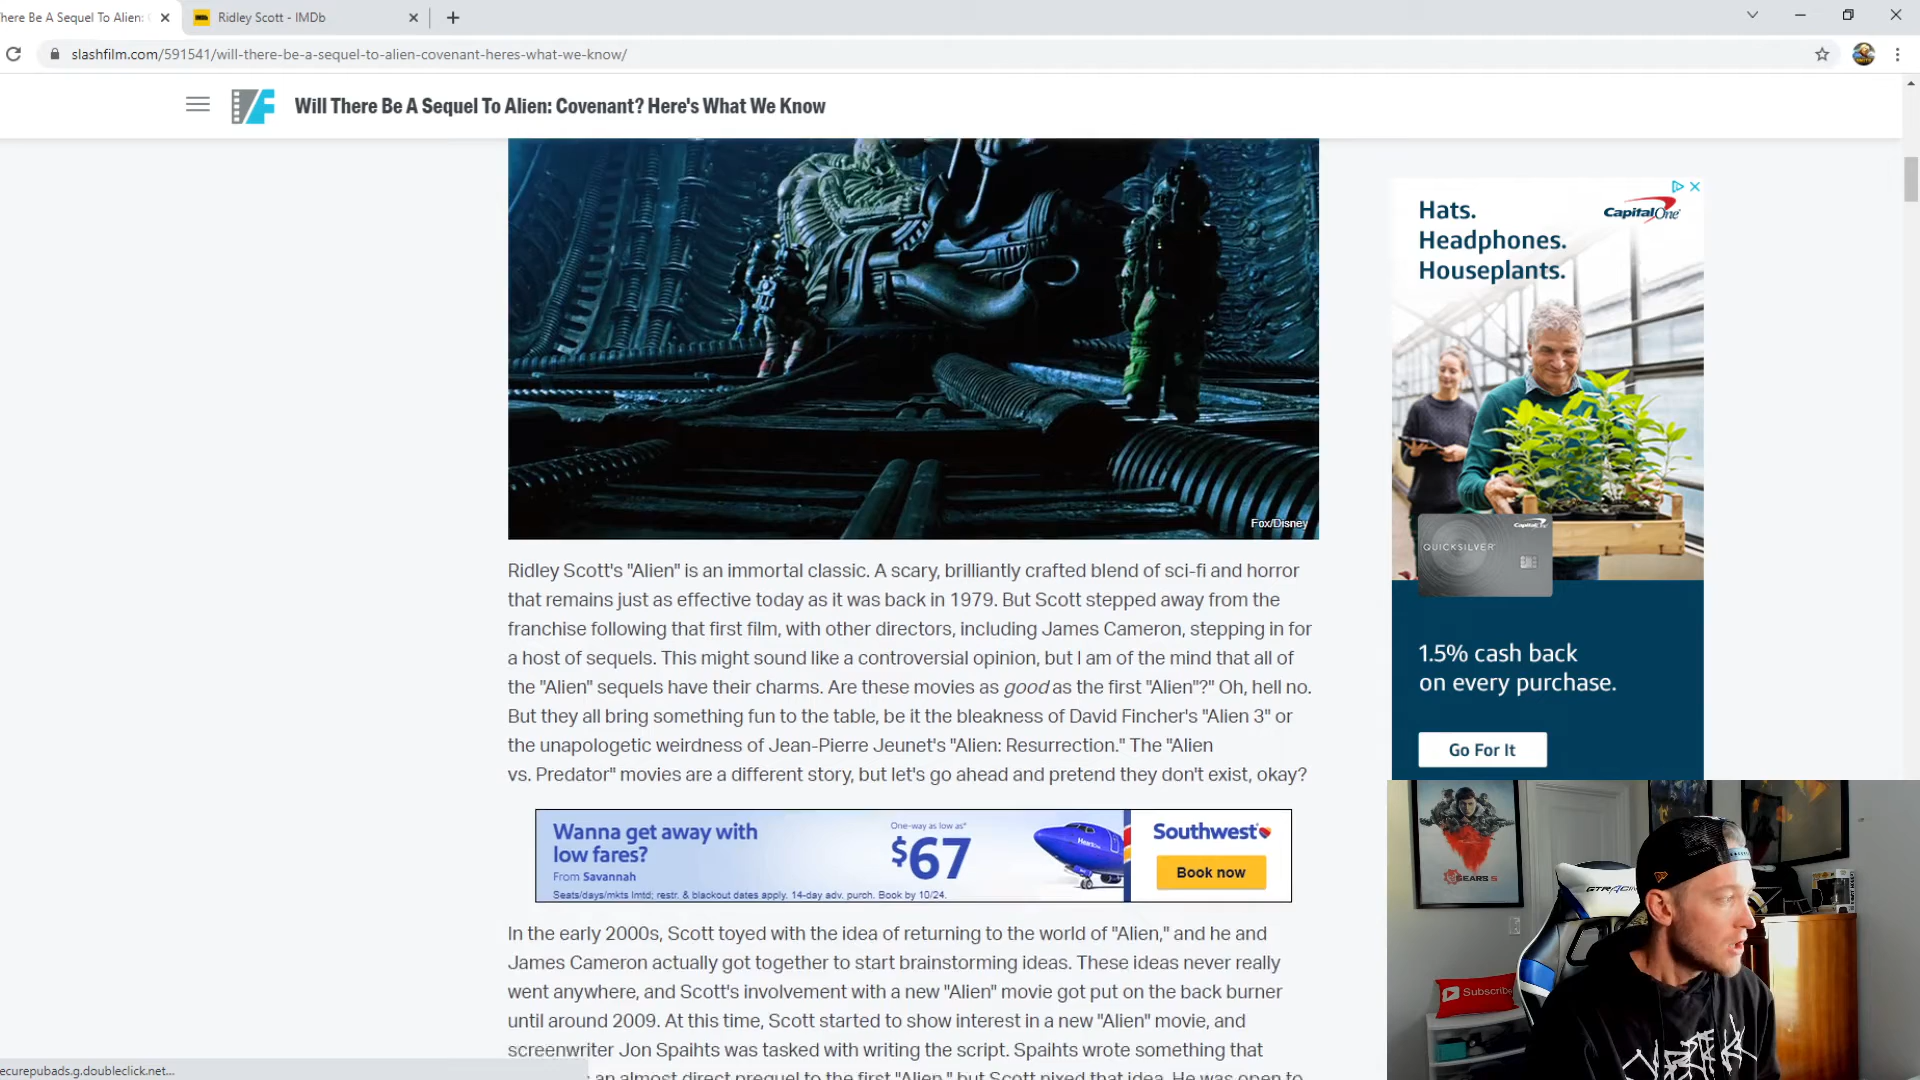 here Be A Sequel To Alien: C
Ridley Scott - IMDb
slashfilm.com/591541/will-there-be-a-sequel-to-alien-covenant-heres-what-we-know/
Will There Be A Sequel To Alien: Covenant? Here's What We Know
Fox/Disney
Ridley Scott's "Alien" is an immortal classic. A scary, brilliantly crafted blend of sci-fi and horror
that remains just as effective today as it was back in 1979. But Scott stepped away from the
franchise following that first film, with other directors, including James Cameron, stepping in for
a host of sequels. This might sound like a controversial opinion, but I am of the mind that all of
the "Alien" sequels have their charms. Are these movies as good as the first "Alien"?" Oh, hell no.
But they all bring something fun to the table, be it the bleakness of David Fincher's "Alien 3" or
the unapologetic weirdness of Jean-Pierre Jeunet's "Alien: Resurrection." The "Alien
vs. Predator" movies are a different story, but let's go ahead and pretend they don't exist, okay?
Wanna get away with
low fares?
From Savannah
One-way as low as*
$67
Seats/days/mkts lmtd; restr. & blackout dates apply. 14-day adv. purch. Book by 10/24.
Southwest
Book now
In the early 2000s, Scott toyed with the idea of returning to the world of "Alien," and he and
James Cameron actually got together to start brainstorming ideas. These ideas never really
went anywhere, and Scott's involvement with a new "Alien" movie got put on the back burner
until around 2009. At this time, Scott started to show interest in a new "Alien" movie, and
screenwriter Jon Spaihts was tasked with writing the script. Spaihts wrote something that
an almost direct prequel to the first "Alien," but Scott nixed that idea. He was open to
ecurepubads.g.doubleclick.net...
Hats.
Headphones.
Houseplants.
Capital One
Capital One
QUICKSILVER
1.5% cash back
on every purchase.
Go For It
GEARS 5
GTRACING
Subscribe